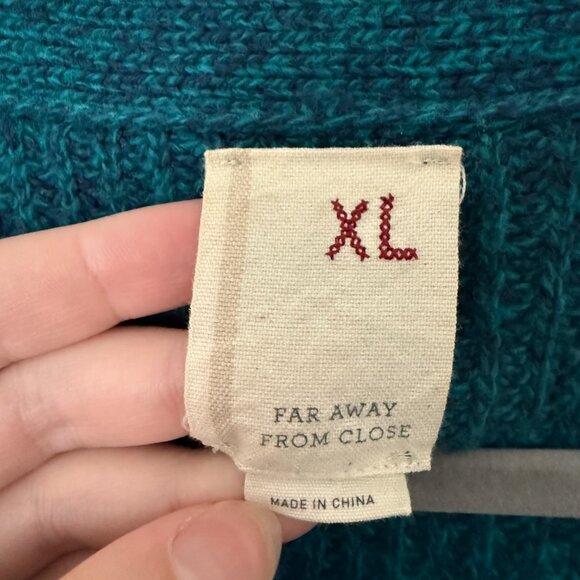 XL
FAR AWAY
FROM CLOSE
MADE IN CHINA